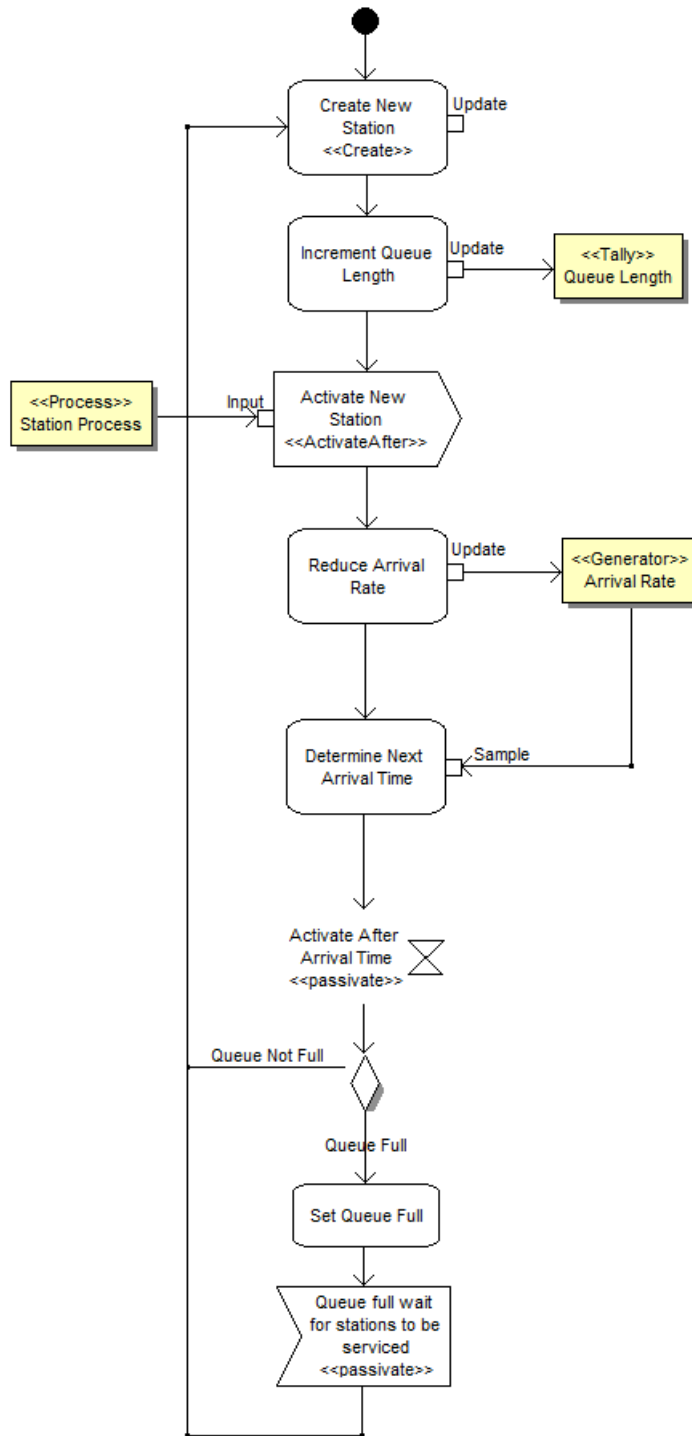 Create New
Station
<<Create>>
Update
Increment Queue
Length
Update
<<Tally>>
Queue Length
<<Process>>
Station Process
Input
Activate New
Station
<<ActivateAfter>>
Reduce Arrival
Rate
Update
<<Generator>>
Arrival Rate
Determine Next
Arrival Time
Sample
Activate After
Arrival Time
<<passivate>>
Queue Not Full
Queue Full
Set Queue Full
Queue full wait
for stations to be
serviced
<<passivate>>